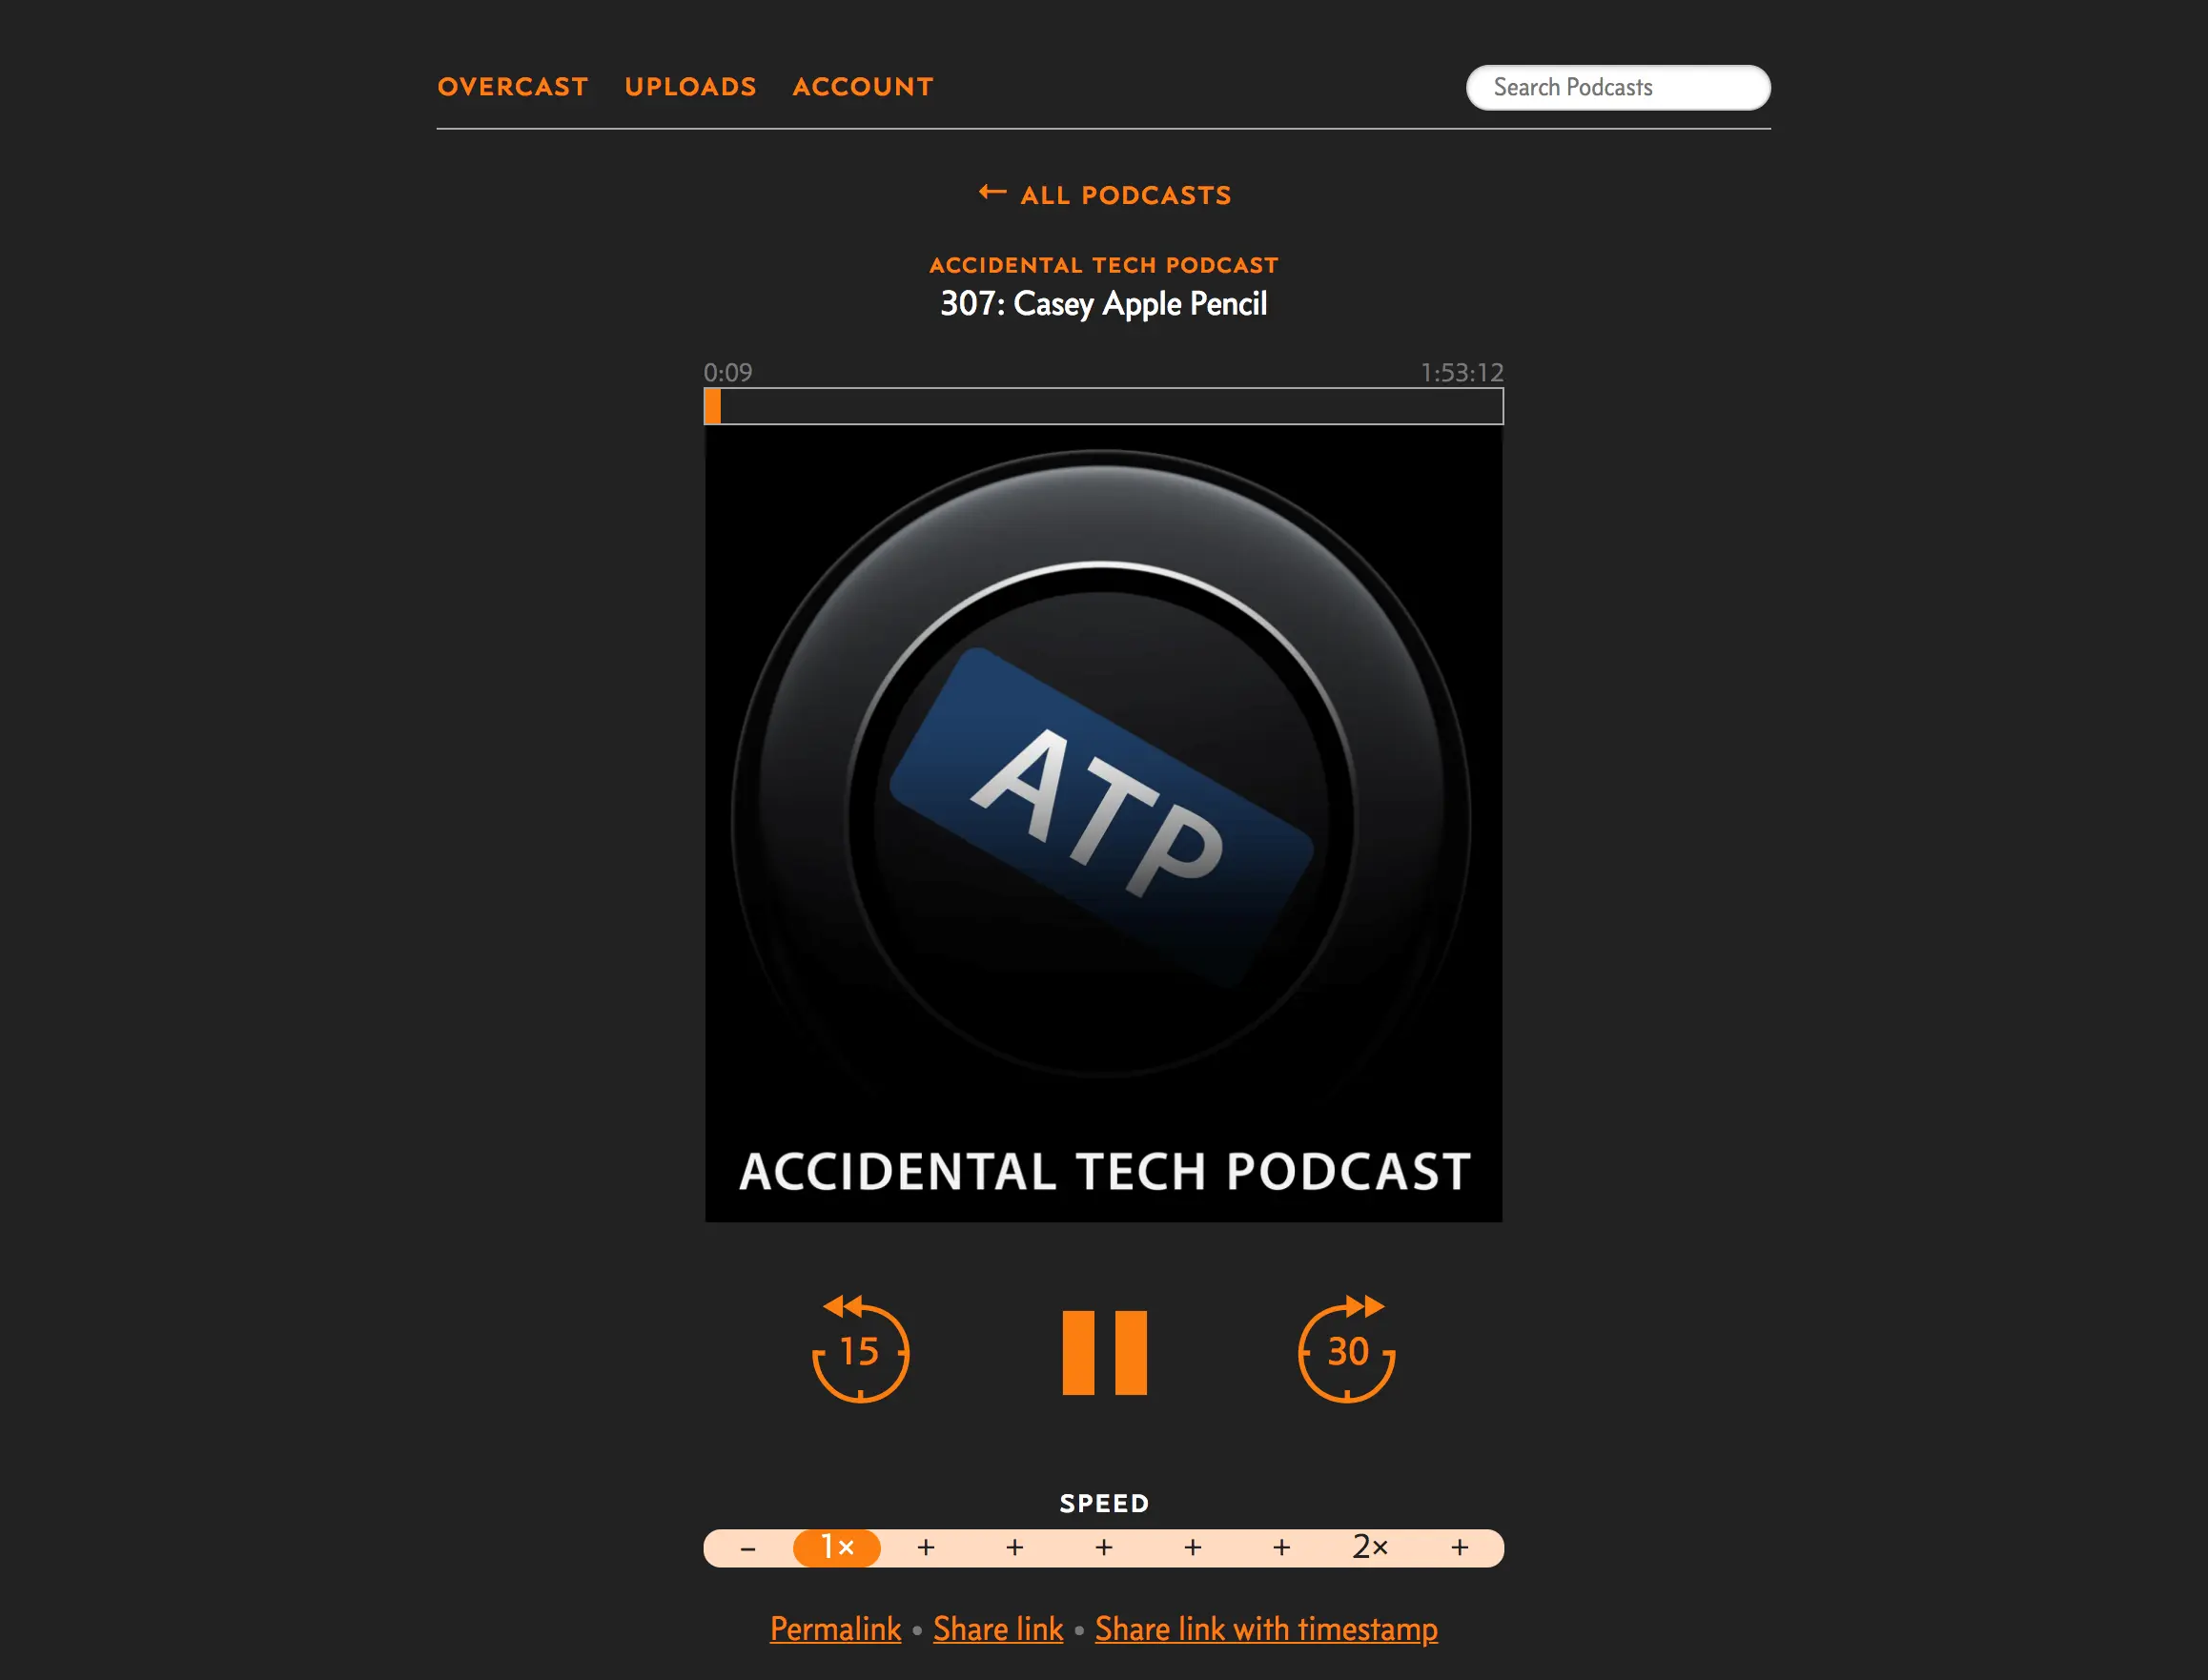 OVERCAST UPLOADS ACCOUNT Search Podcasts
← ALL PODCASTS
ACCIDENTAL TECH PODCAST
307: Casey Apple Pencil
0:09 1:53:12
ATP
ACCIDENTAL TECH PODCAST
15 30
SPEED
– 1× + + + + + 2× +
Permalink • Share link • Share link with timestamp